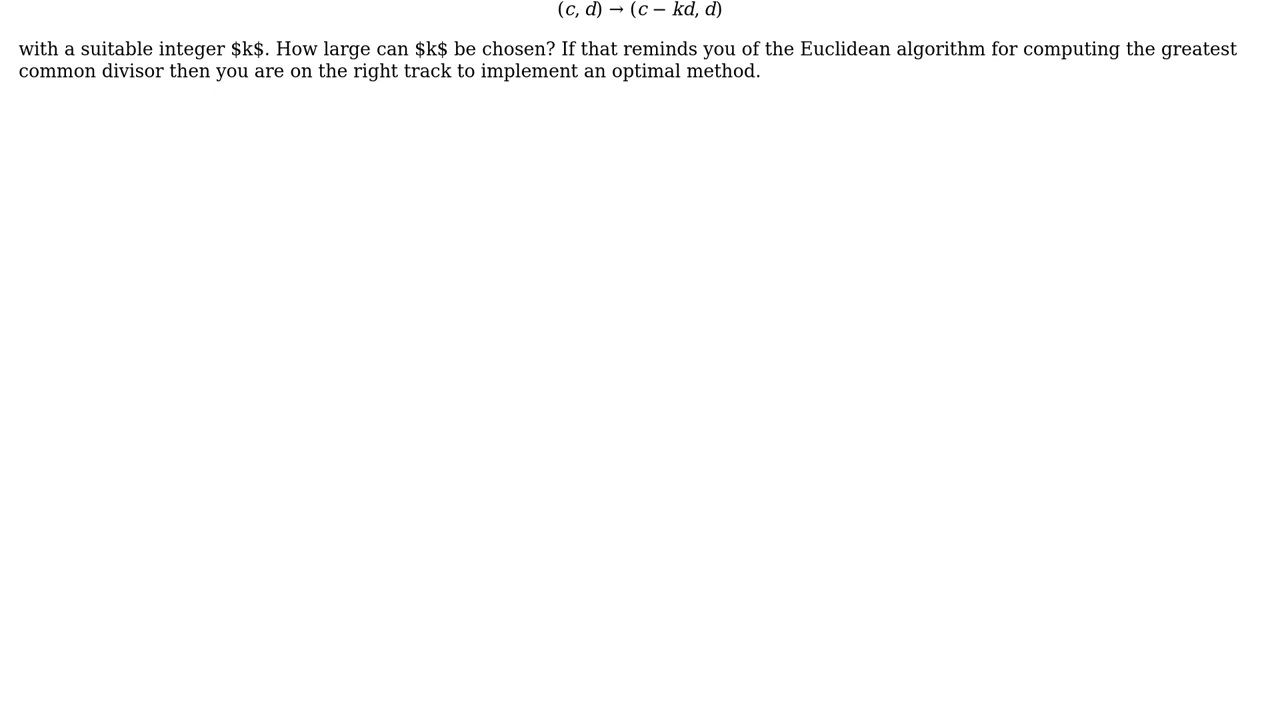 (c, d) → (c − kd, d)
with a suitable integer $k$. How large can $k$ be chosen? If that reminds you of the Euclidean algorithm for computing the greatest
common divisor then you are on the right track to implement an optimal method.